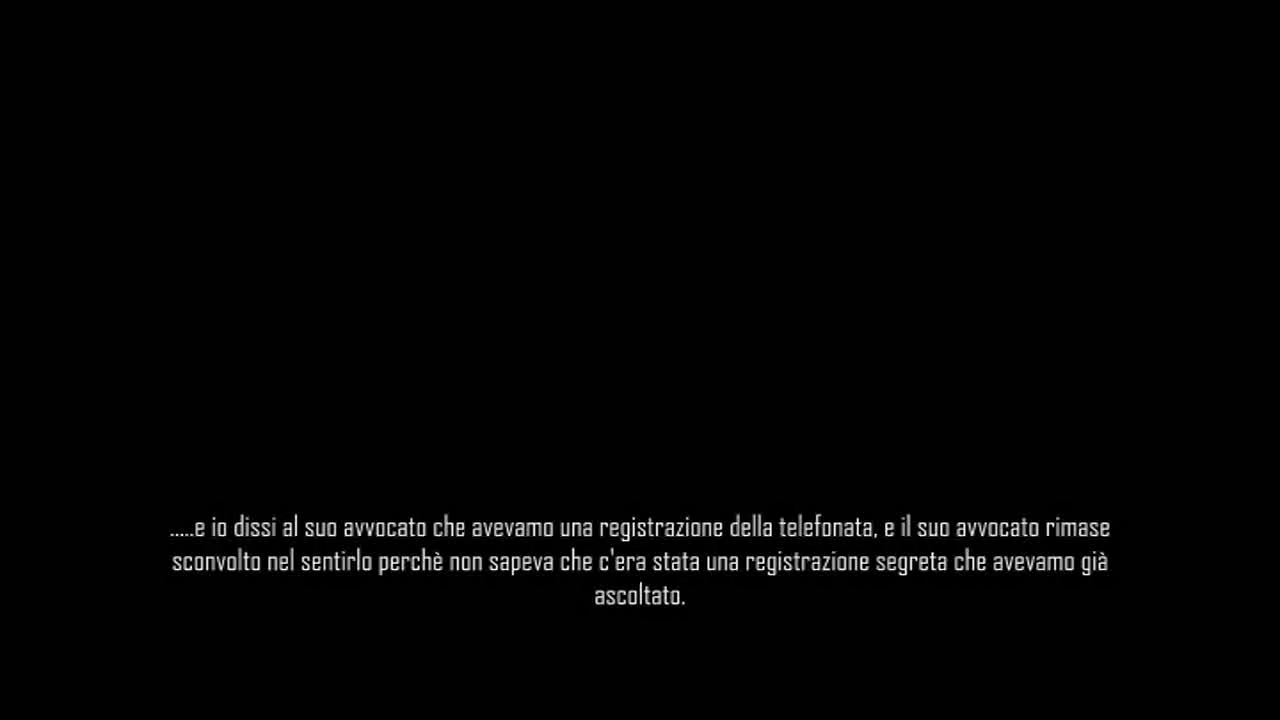 .....e io dissi al suo avvocato che avevamo una registrazione della telefonata, e il suo avvocato rimase
sconvolto nel sentirlo perchè non sapeva che c'era stata una registrazione segreta che avevamo già
ascoltato.